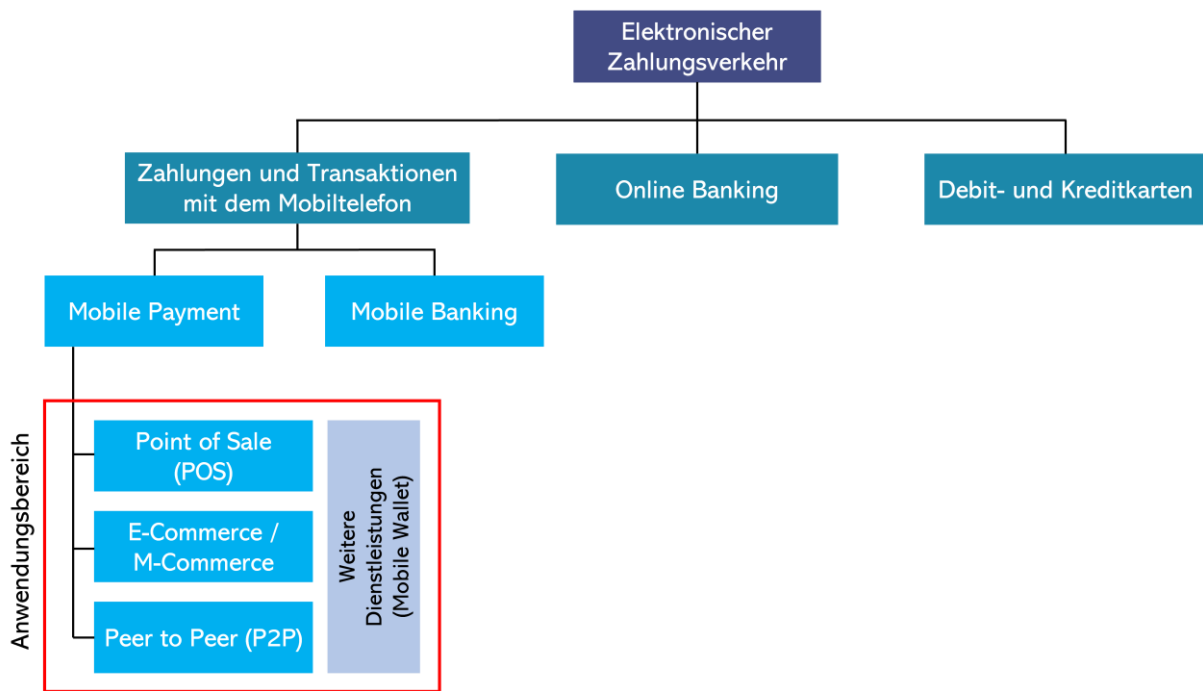 Elektronischer
Zahlungsverkehr
Zahlungen und Transaktionen
mit dem Mobiltelefon
Online Banking
Debit- und Kreditkarten
Mobile Payment
Mobile Banking
Anwendungsbereich
Point of Sale
(POS)
E-Commerce /
M-Commerce
Peer to Peer (P2P)
Weitere
Dienstleistungen
(Mobile Wallet)